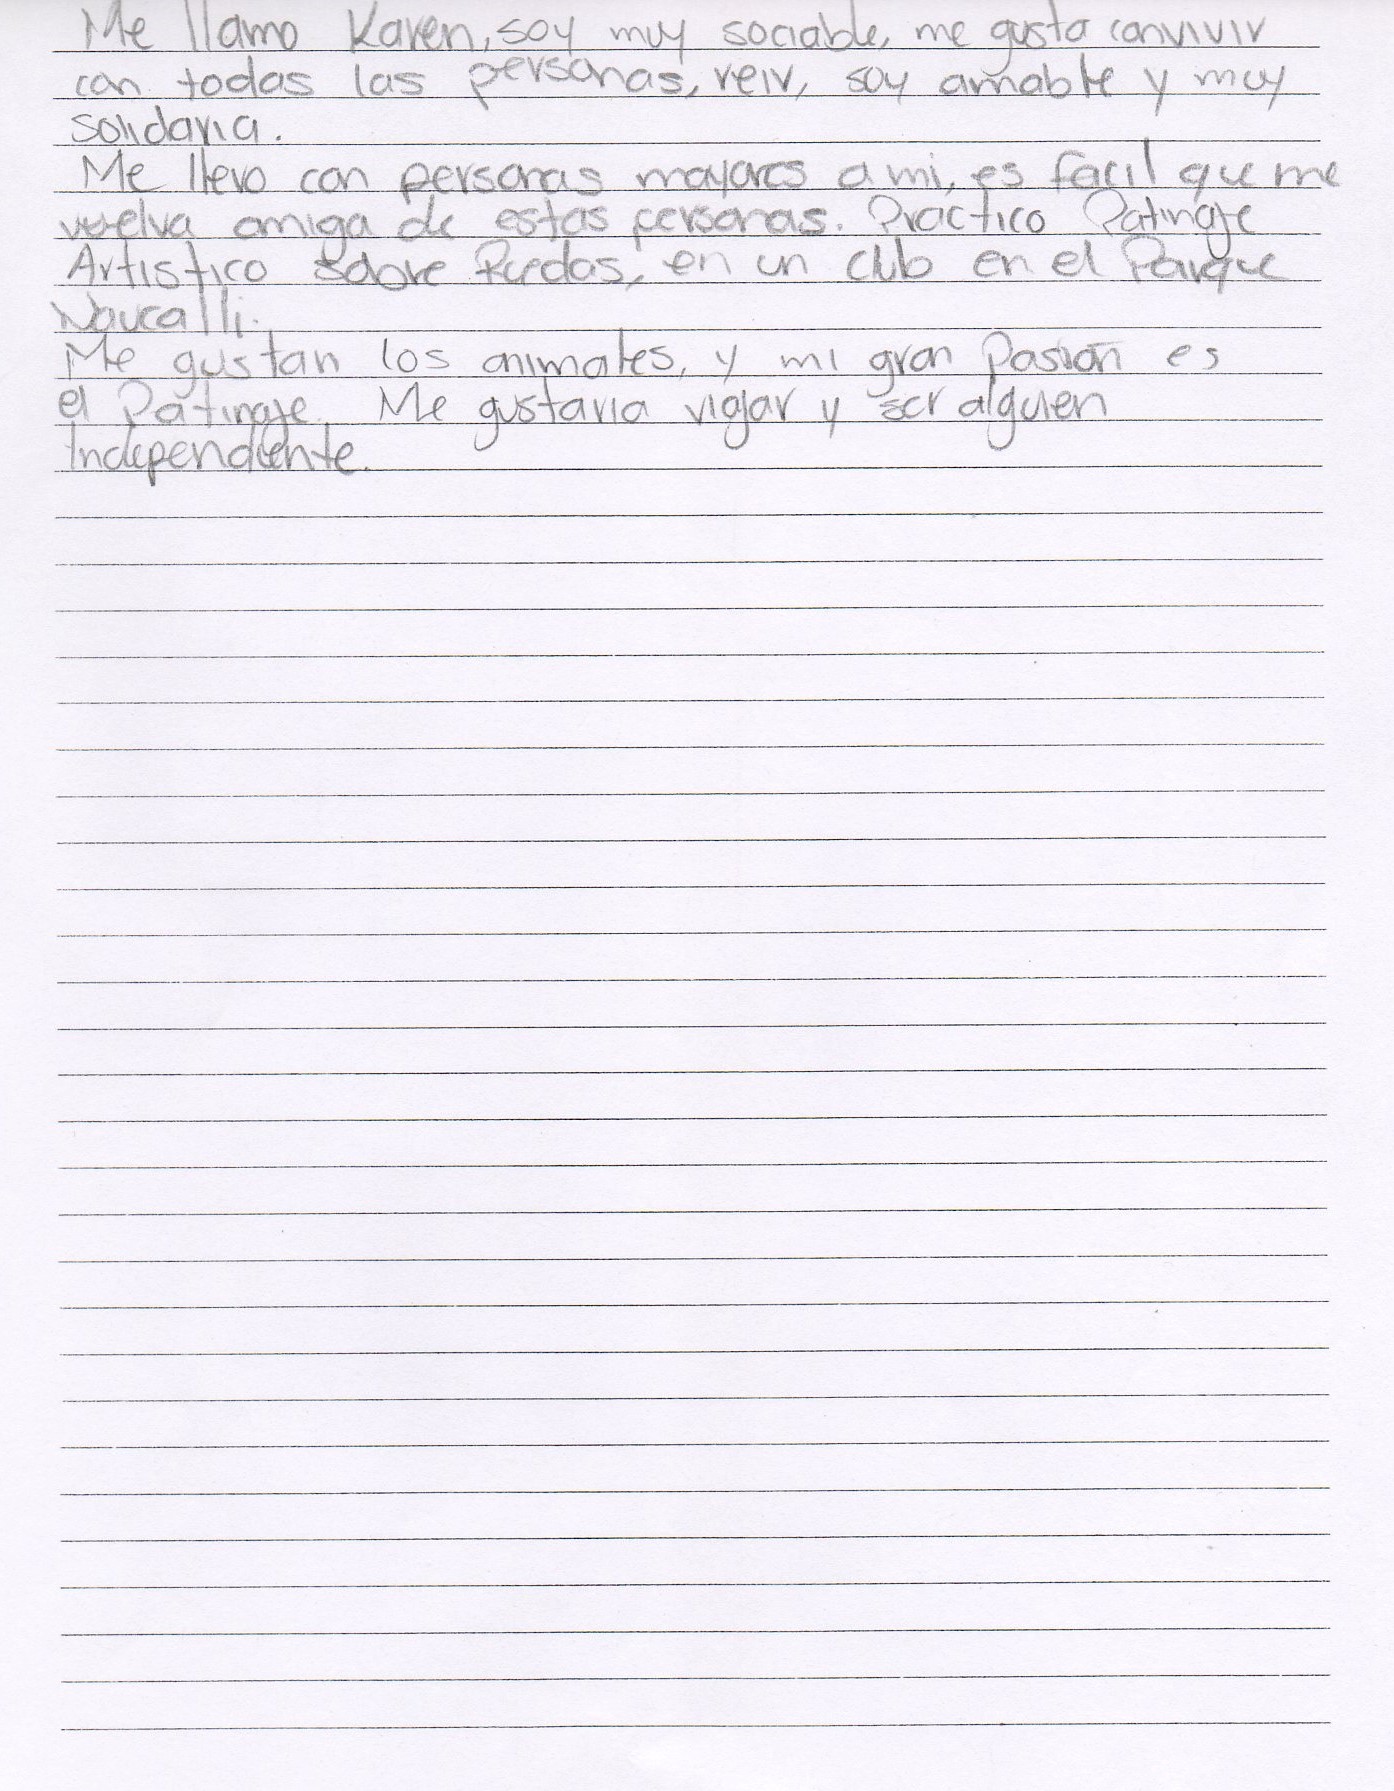 Me llamo Karen, soy muy sociable, me gusta convivir
con todas las personas, reir, soy amable y muy
solidaria.
Me llevo con personas mayores a mi, es fácil que me
vuelva amiga de estas personas. Practico Patinaje
Artistico sobre Ruedas, en un club en el Parque
Naucalli.
Me gustan los animales, y mi gran Pasión es
el Patinaje. Me gustaria viajar y ser alguien
Independiente.